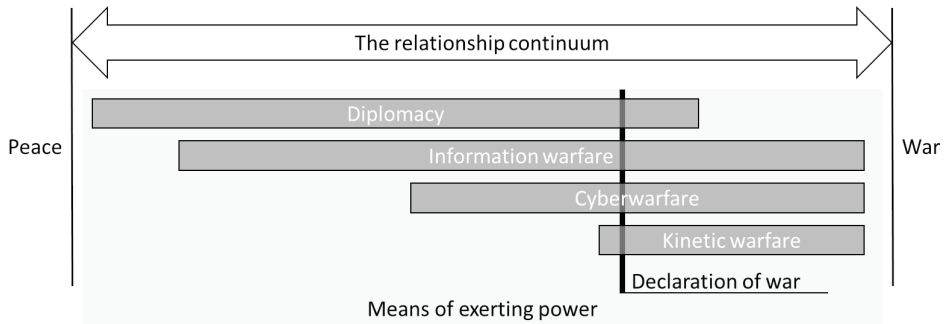 The relationship continuum
Diplomacy
Peace
Information warfare
War
Cyberwarfare
Kinetic warfare
Declaration of war
Means of exerting power